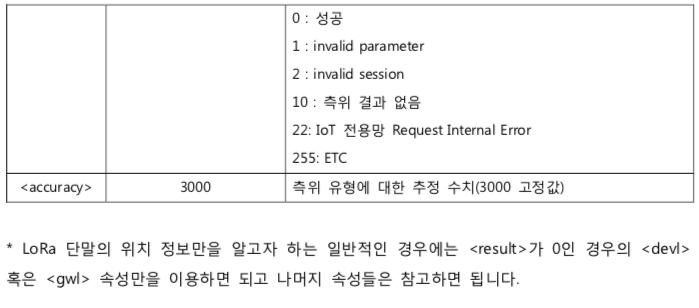 0 : 성공
1 : invalid parameter
2 : invalid session
10 : 측위 결과 없음
22: IoT 전용망 Request Internal Error
255: ETC
<accuracy> 3000 측위 유형에 대한 추정 수치(3000 고정값)
* LoRa 단말의 위치 정보만을 알고자 하는 일반적인 경우에는 <result>가 0인 경우의 <devl>
혹은 <gwl> 속성만을 이용하면 되고 나머지 속성들은 참고하면 됩니다.